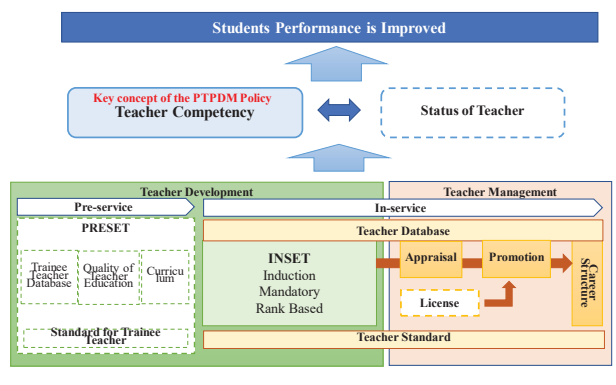 Students Performance is Improved
Key concept of the PTPDM Policy
Teacher Competency
Status of Teacher
Teacher Development
Teacher Management
Pre-service
In-service
PRESET
Teacher Database
Trainee
Teacher
Database
Quality of
Teacher
Education
Curricu
lum
INSET
Induction
Mandatory
Rank Based
Appraisal
Promotion
Career
Structure
License
Standard for Trainee
Teacher
Teacher Standard